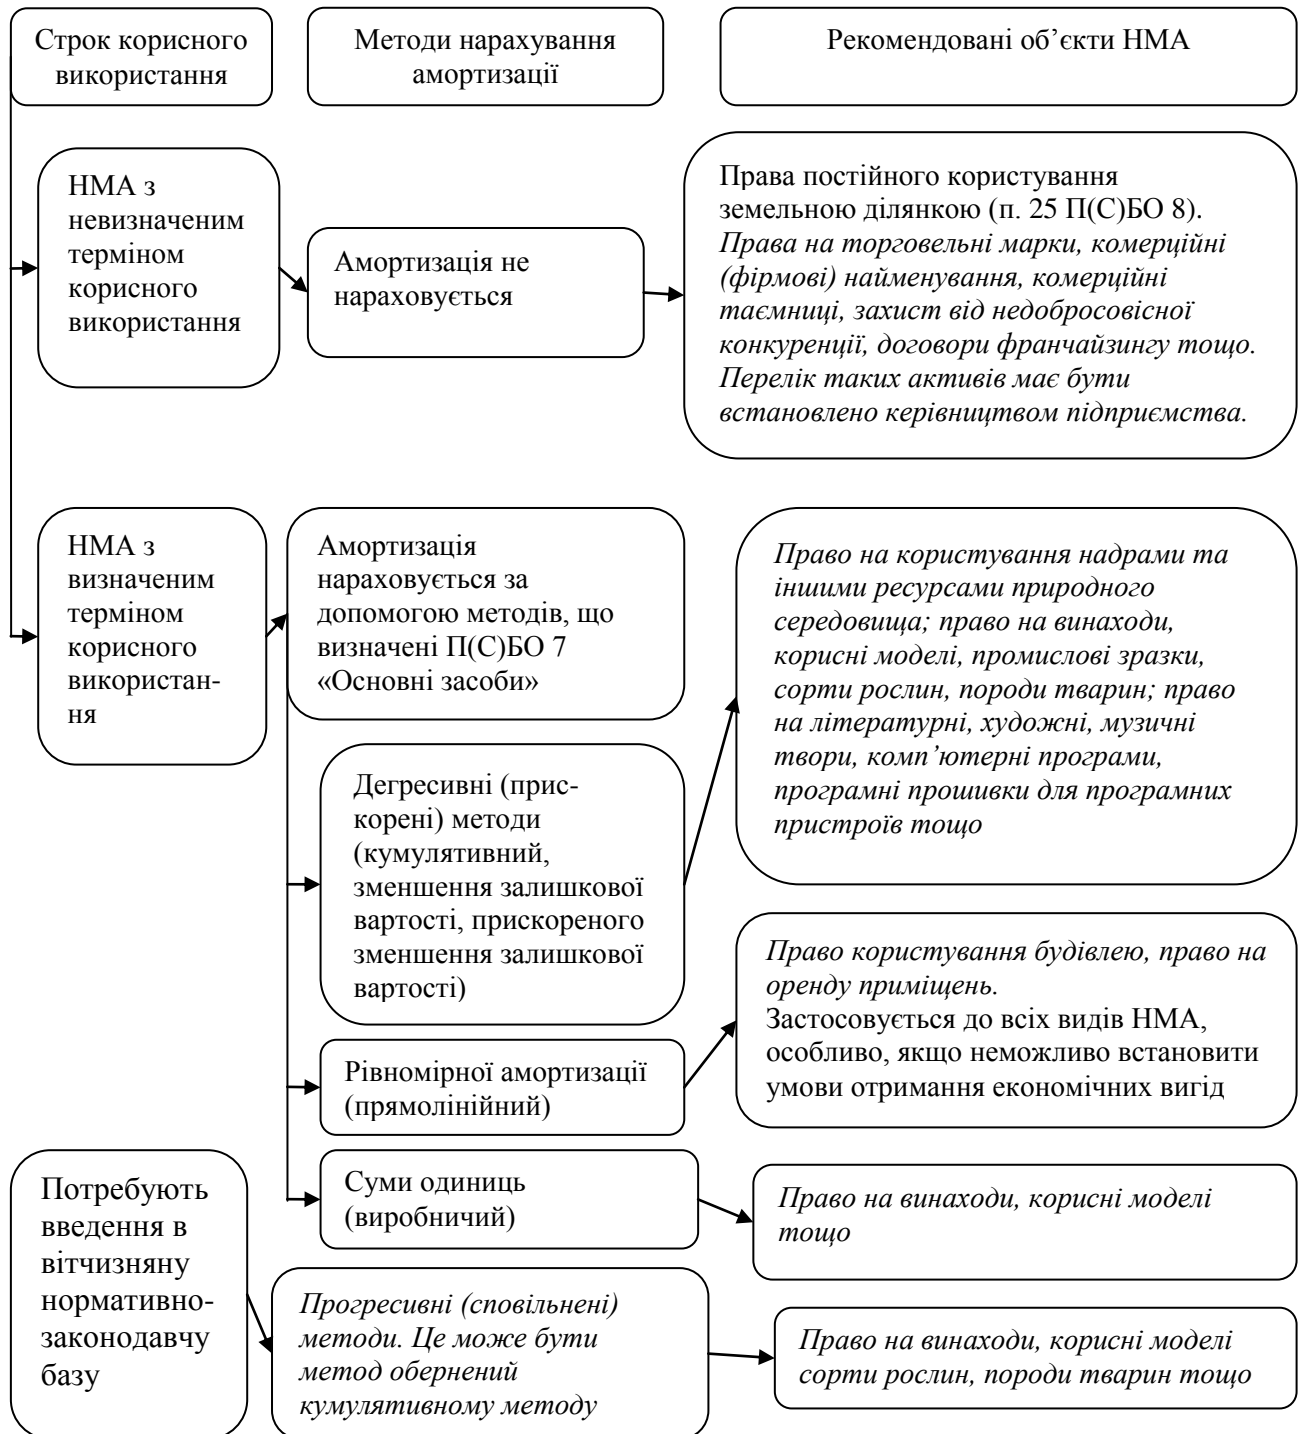 Строк корисного
використання
Методи нарахування
амортизації
Рекомендовані об’єкти НМА
НМА з
невизначеним
терміном
корисного
використання
Амортизація не
нараховується
Права постійного користування
земельною ділянкою (п. 25 П(С)БО 8).
Права на торговельні марки, комерційні
(фірмові) найменування, комерційні
таємниці, захист від недобросовісної
конкуренції, договори франчайзингу тощо.
Перелік таких активів має бути
встановлено керівництвом підприємства.
НМА з
визначеним
терміном
корисного
використан-
ня
Амортизація
нараховується за
допомогою методів, що
визначені П(С)БО 7
«Основні засоби»
Дегресивні (прис-
корені) методи
(кумулятивний,
зменшення залишкової
вартості, прискореного
зменшення залишкової
вартості)
Право на користування надрами та
іншими ресурсами природного
середовища; право на винаходи,
корисні моделі, промислові зразки,
сорти рослин, породи тварин; право
на літературні, художні, музичні
твори, комп’ютерні програми,
програмні прошивки для програмних
пристроїв тощо
Рівномірної амортизації
(прямолінійний)
Право користування будівлею, право на
оренду приміщень.
Застосовується до всіх видів НМА,
особливо, якщо неможливо встановити
умови отримання економічних вигід
Суми одиниць
(виробничий)
Право на винаходи, корисні моделі
тощо
Потребують
введення в
вітчизняну
нормативно-
законодавчу
базу
Прогресивні (сповільнені)
методи. Це може бути
метод обернений
кумулятивному методу
Право на винаходи, корисні моделі
сорти рослин, породи тварин тощо